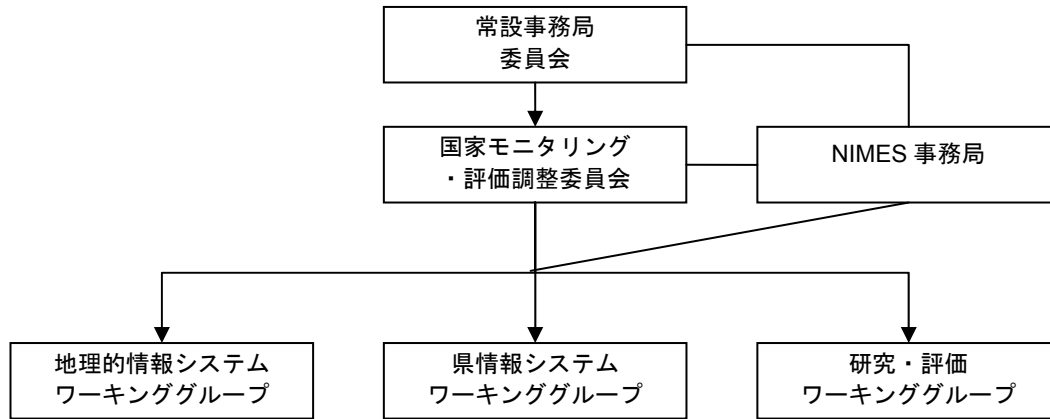 常設事務局
委員会
国家モニタリング
・評価調整委員会
NIMES 事務局
地理的情報システム
ワーキンググループ
県情報システム
ワーキンググループ
研究・評価
ワーキンググループ